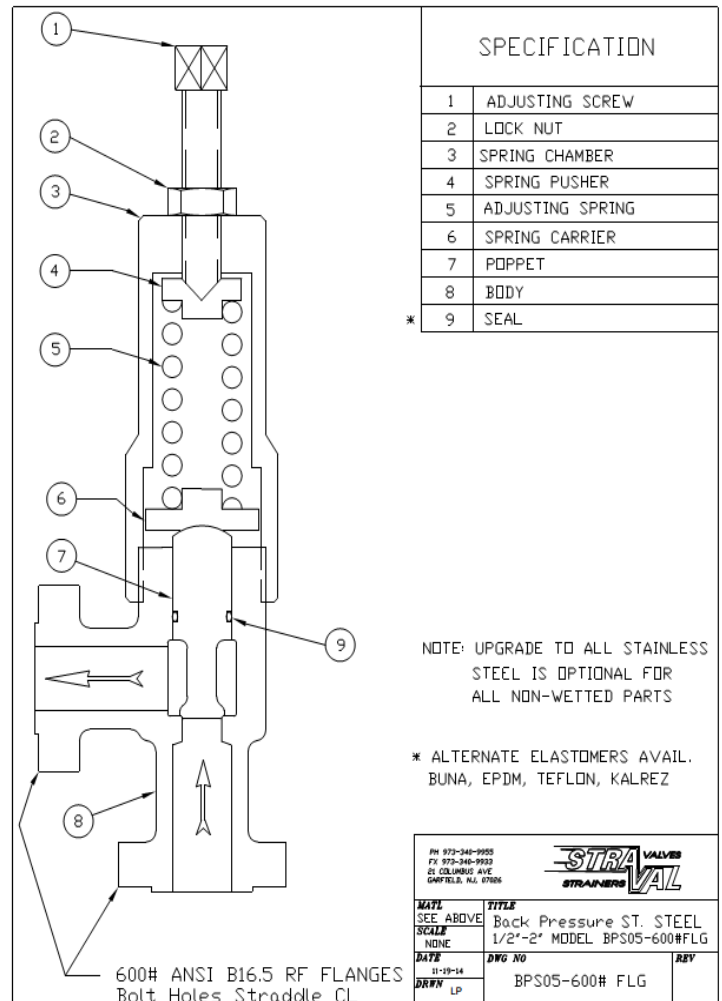 1
2
3
4
5
6
7
8
9
SPECIFICATION
1 ADJUSTING SCREW
2 LOCK NUT
3 SPRING CHAMBER
4 SPRING PUSHER
5 ADJUSTING SPRING
6 SPRING CARRIER
7 POPPET
8 BODY
* 9 SEAL
NOTE: UPGRADE TO ALL STAINLESS
STEEL IS OPTIONAL FOR
ALL NON-WETTED PARTS
* ALTERNATE ELASTOMERS AVAIL.
BUNA, EPDM, TEFLON, KALREZ
600# ANSI B16.5 RF FLANGES
Bolt Holes Straddle CL
PH 973-340-9955
FX 973-340-9933
21 COLUMBUS AVE
GARFIELD, N.J. 07026
STRA VALVES
STRAINERS VAL
MATL
SEE ABOVE
TITLE
Back Pressure ST. STEEL
1/2"-2" MODEL BPS05-600#FLG
SCALE
NONE
DATE
11-19-14
DWG NO
BPS05-600# FLG
REV
DRWN LP